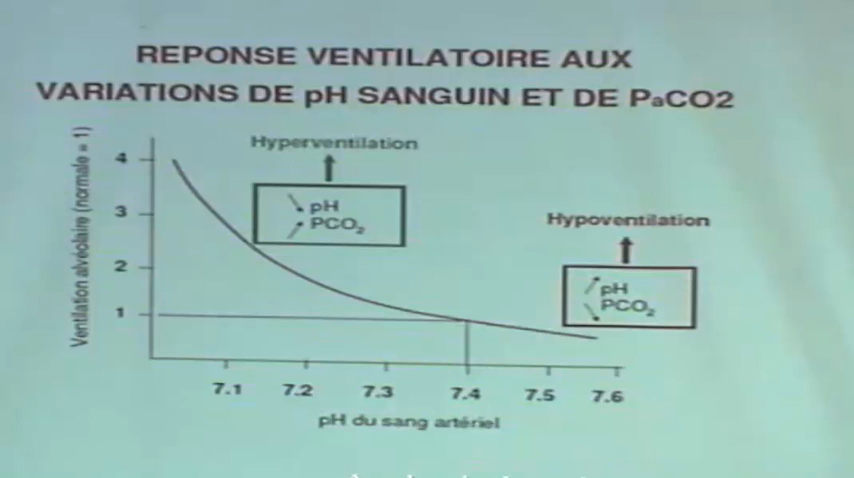 REPONSE VENTILATOIRE AUX
VARIATIONS DE pH SANGUIN ET DE PaCO2
Ventilation alvéolaire (normale = 1)
4
3
2
1
Hyperventilation
pH
PCO₂
Hypoventilation
pH
PCO₂
7.1 7.2 7.3 7.4 7.5 7.6
pH du sang artériel